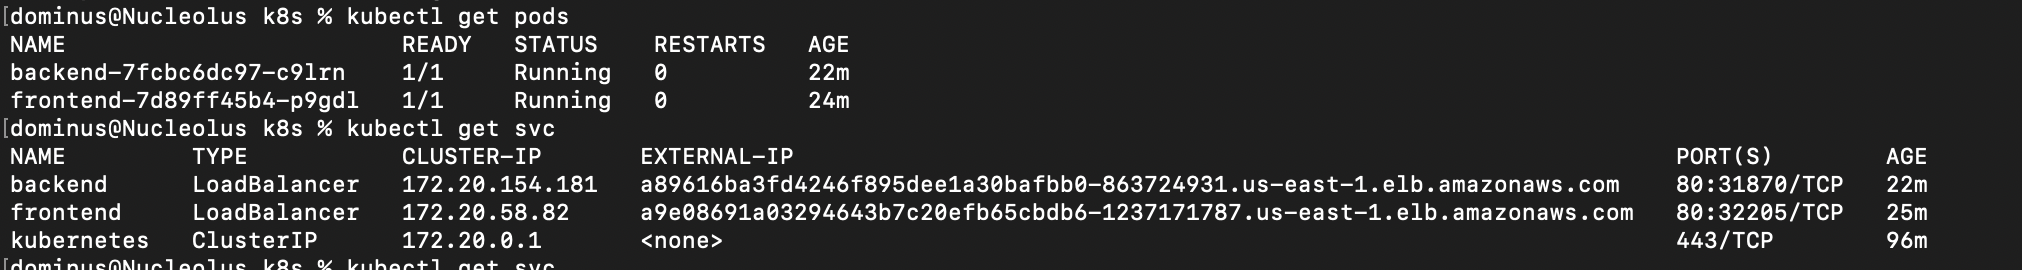 [dominus@Nucleolus k8s % kubectl get pods
NAME READY STATUS RESTARTS AGE
backend-7fcbc6dc97-c9lrn 1/1 Running 0 22m
frontend-7d89ff45b4-p9gdl 1/1 Running 0 24m
[dominus@Nucleolus k8s % kubectl get svc
NAME TYPE CLUSTER-IP EXTERNAL-IP PORT(S) AGE
backend LoadBalancer 172.20.154.181 a89616ba3fd4246f895dee1a30bafbb0-863724931.us-east-1.elb.amazonaws.com 80:31870/TCP 22m
frontend LoadBalancer 172.20.58.82 a9e08691a03294643b7c20efb65cbdb6-1237171787.us-east-1.elb.amazonaws.com 80:32205/TCP 25m
kubernetes ClusterIP 172.20.0.1 <none> 443/TCP 96m
[dominus@Nucleolus k8s % kubectl get svc